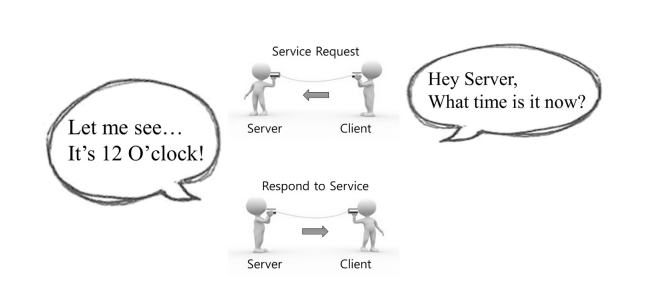 Service Request
Hey Server,
What time is it now?
Server
Client
Let me see…
It's 12 O'clock!
Respond to Service
Server
Client